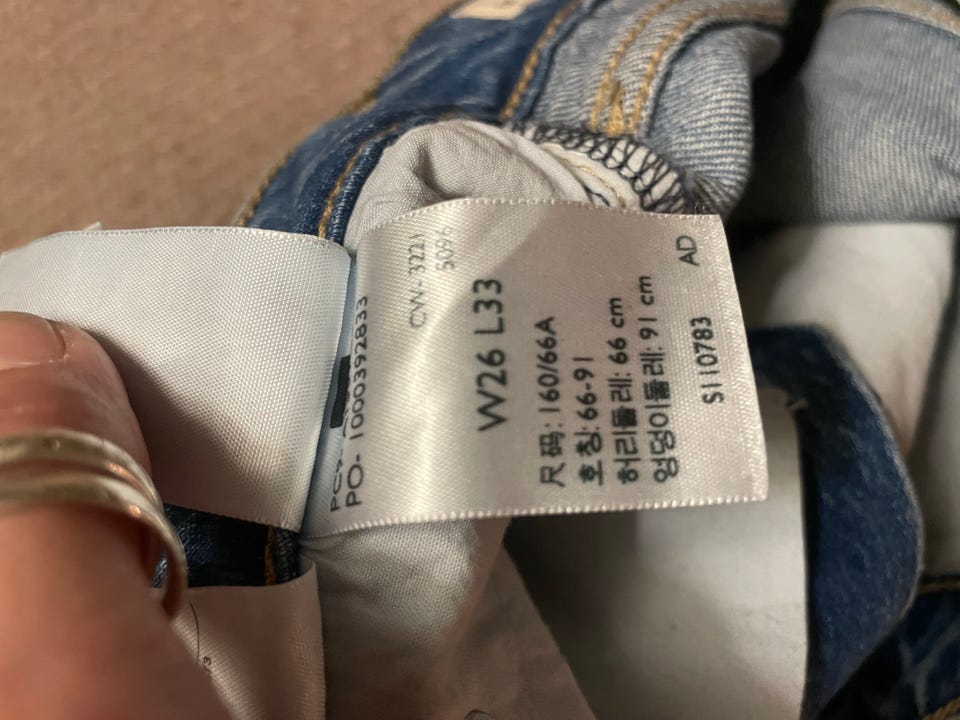 PO- 1000392833
CW- 3221
5096
W26 L33
尺码: 160/66A
호칭: 66-91
허리둘레: 66 cm
엉덩이둘레: 91 cm
S110783 AD